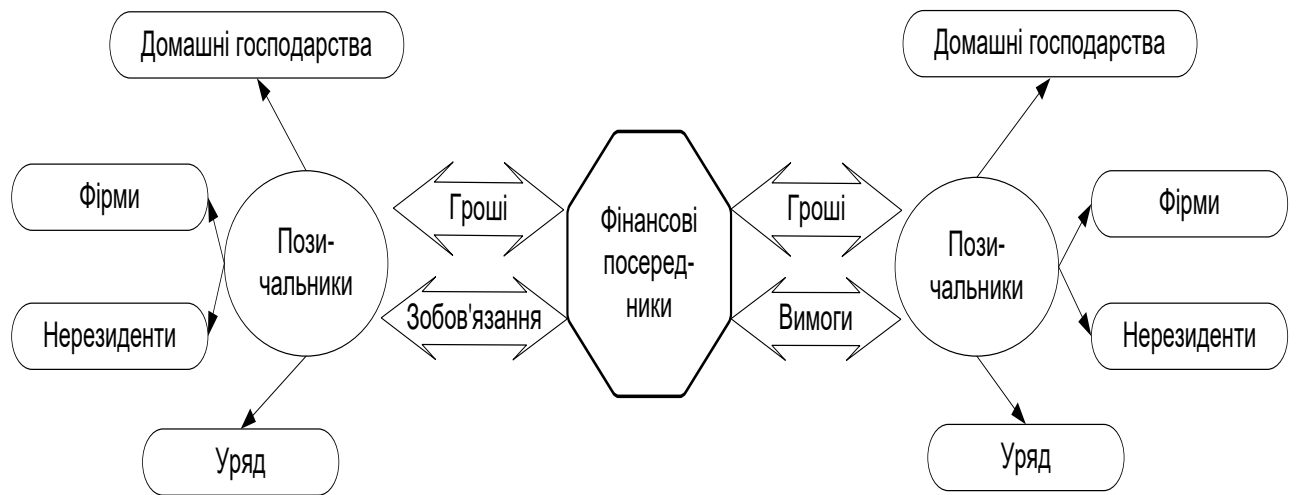 Домашні господарства
Домашні господарства
Фірми
Гроші
Гроші
Фірми
Пози-
чальники
Фінансові
посеред-
ники
Пози-
чальники
Зобов'язання
Вимоги
Нерезиденти
Нерезиденти
Уряд
Уряд